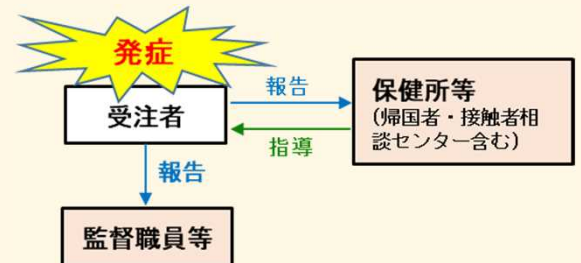 発症
受注者
報告
保健所等
(帰国者・接触者相
談センター含む)
指導
報告
監督職員等